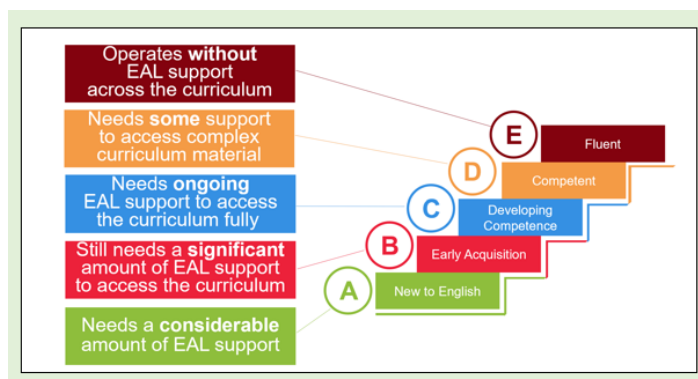 Operates without
EAL support
across the curriculum
Needs some support
to access complex
curriculum material
Needs ongoing
EAL support to access
the curriculum fully
Still needs a significant
amount of EAL support
to access the curriculum
Needs a considerable
amount of EAL support
E
Fluent
D
Competent
C
Developing
Competence
B
Early Acquisition
A
New to English